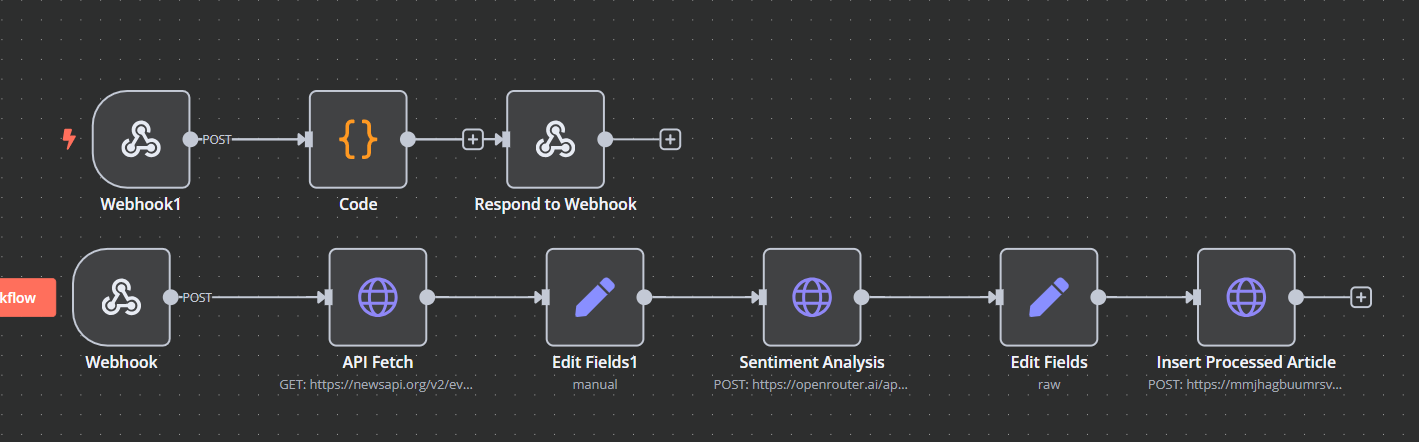 POST
Webhook1
Code
Respond to Webhook
kflow
POST
Webhook
API Fetch
GET: https://newsapi.org/v2/ev...
Edit Fields1
manual
Sentiment Analysis
POST: https://openrouter.ai/ap...
Edit Fields
raw
Insert Processed Article
POST: https://mmjhagbuumrsv...